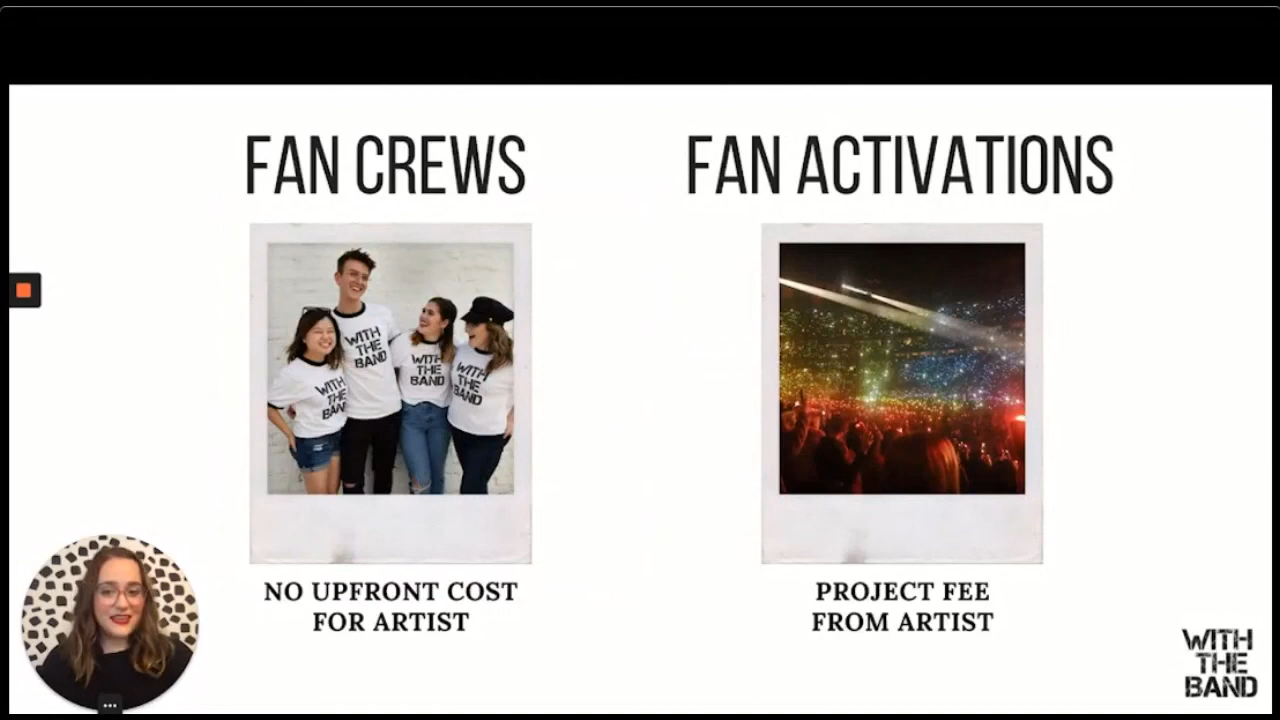 FAN CREWS
FAN ACTIVATIONS
WITH
THE
BAND
WITH
THE
BAND
WITH
THE
BAND
WITH
THE
BAND
NO UPFRONT COST
FOR ARTIST
PROJECT FEE
FROM ARTIST
WITH
THE
BAND